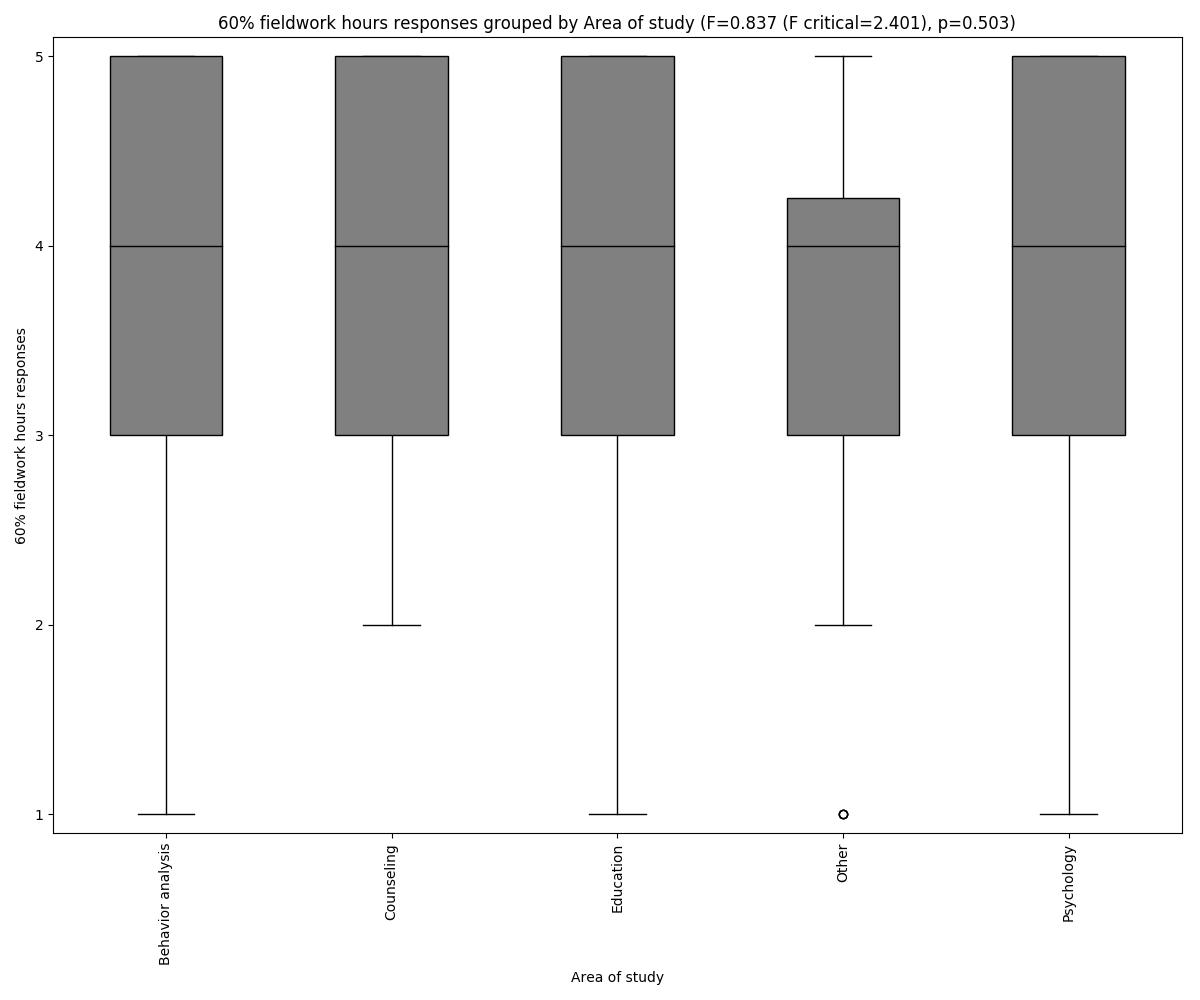 60% fieldwork hours responses grouped by Area of study (F=0.837 (F critical=2.401), p=0.503)
60% fieldwork hours responses
5
4
3
2
1
Behavior analysis
Counseling
Education
Other
Psychology
Area of study